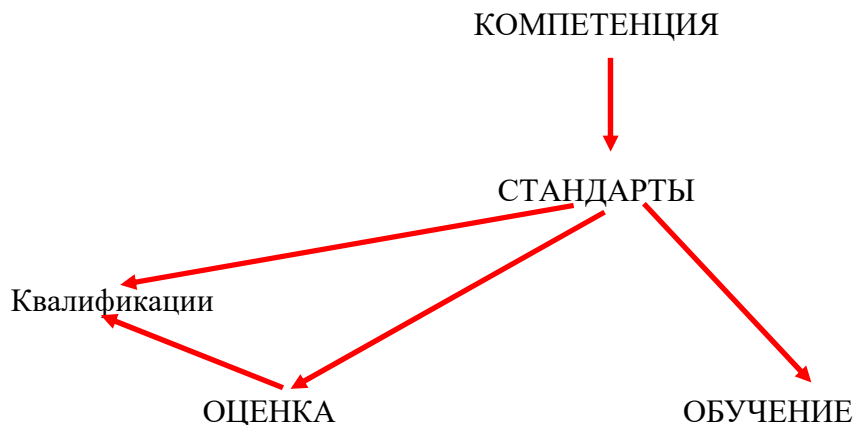 КОМПЕТЕНЦИЯ
СТАНДАРТЫ
Квалификации
ОЦЕНКА
ОБУЧЕНИЕ